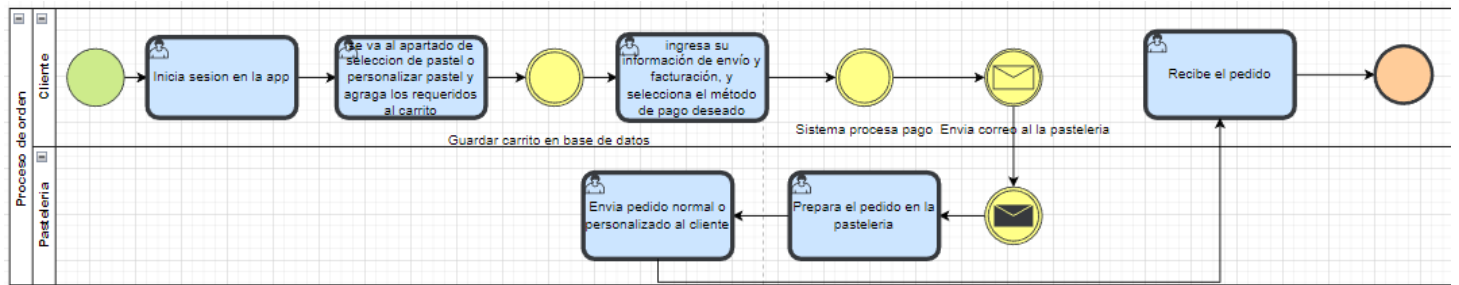 Proceso de orden
Cliente
Inicia sesion en la app
se va al apartado de
seleccion de pastel o
personalizar pastel y
agraga los requeridos
al carrito
Guardar carrito en base de datos
ingresa su
información de envío y
facturación, y
selecciona el método
de pago deseado
Sistema procesa pago
Envia correo al la pasteleria
Recibe el pedido
Pasteleria
Envia pedido normal o
personalizado al cliente
Prepara el pedido en la
pasteleria